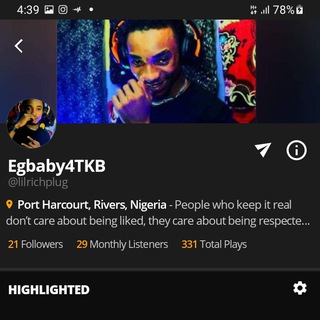 4:39 78%
Egbaby4TKB
@lilrichplug
Port Harcourt, Rivers, Nigeria - People who keep it real
don't care about being liked, they care about being respecte...
21 Followers 29 Monthly Listeners 331 Total Plays
HIGHLIGHTED